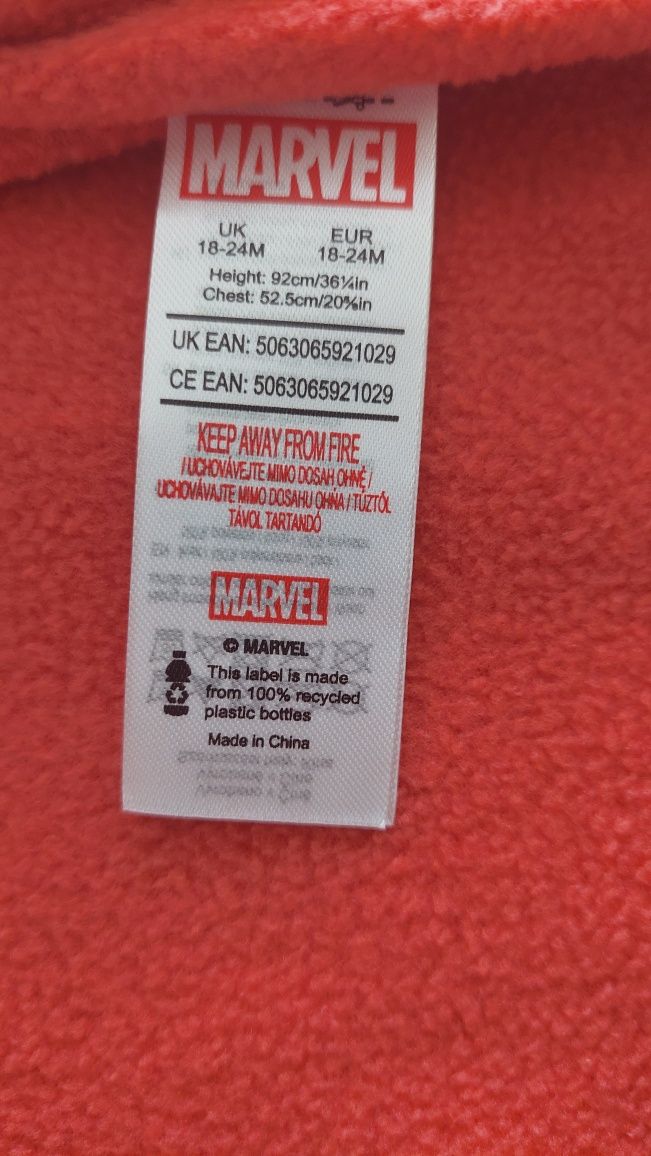 MARVEL
UK EUR
18-24M 18-24M
Height: 92cm/36¼in
Chest: 52.5cm/20⅝in
UK EAN: 5063065921029
CE EAN: 5063065921029
KEEP AWAY FROM FIRE
/ UCHOVÁVEJTE MIMO DOSAH OHNĚ /
UCHOVÁVAJTE MIMO DOSAHU OHŇA / TŰZTŐL
TÁVOL TARTANDÓ
MARVEL
© MARVEL
This label is made
from 100% recycled
plastic bottles
Made in China